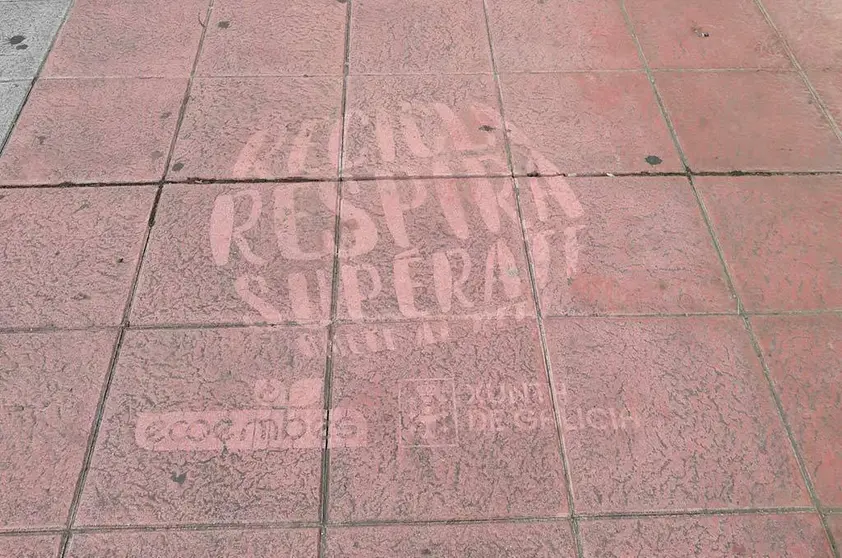 RECICLA
RESPIRA
SUPÉRATE
ecoembes
XUNTA
DE GALICIA